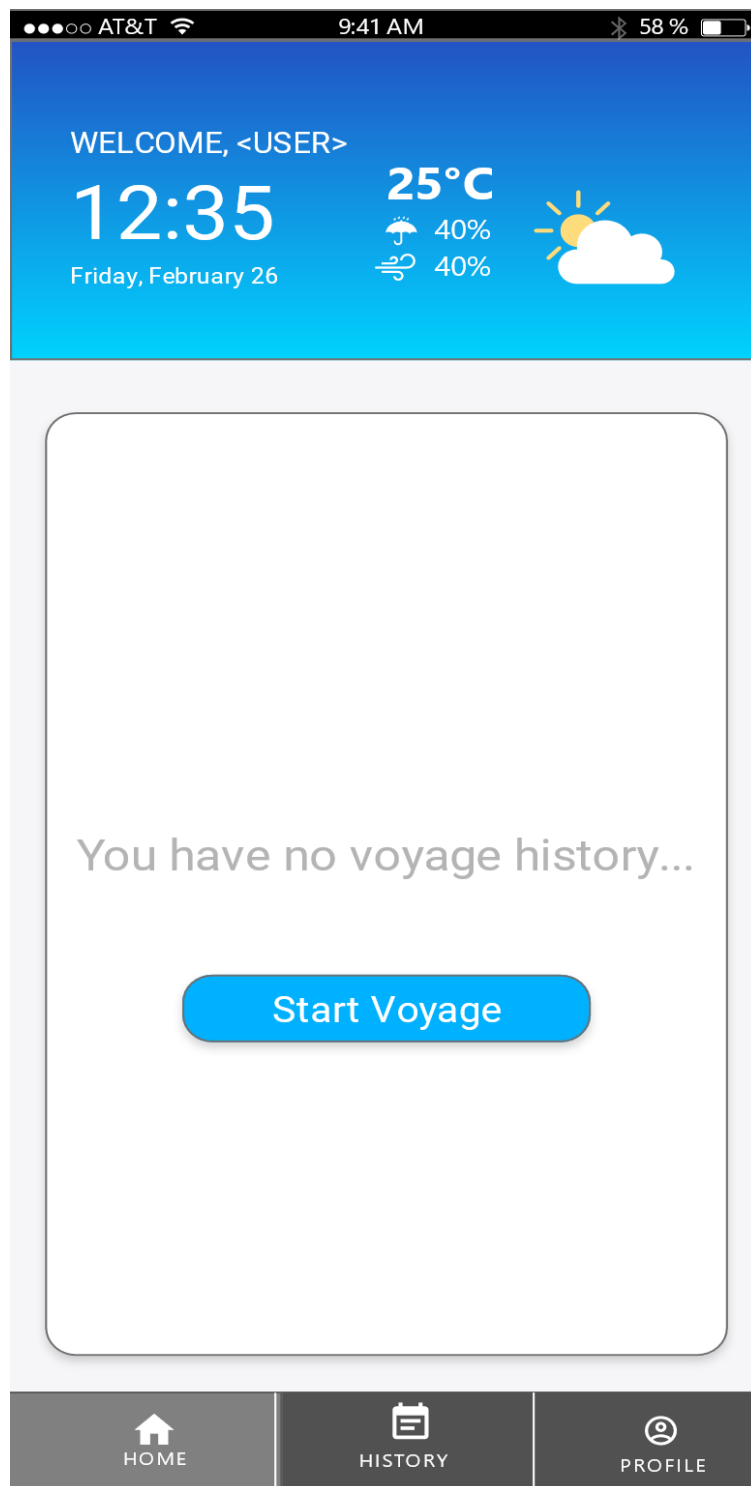 AT&T 9:41 AM 58 %
WELCOME, <USER>
12:35
Friday, February 26
25°C
40%
40%
You have no voyage history...
Start Voyage
HOME
HISTORY
PROFILE